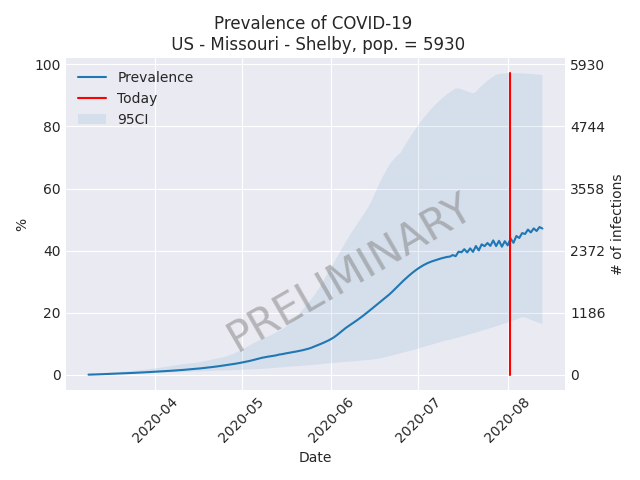 Prevalence of COVID-19
US - Missouri - Shelby, pop. = 5930
Prevalence
Today
95CI
PRELIMINARY
100
80
60
40
20
0
%
5930
4744
3558
2372
1186
0
# of infections
2020-04
2020-05
2020-06
2020-07
2020-08
Date